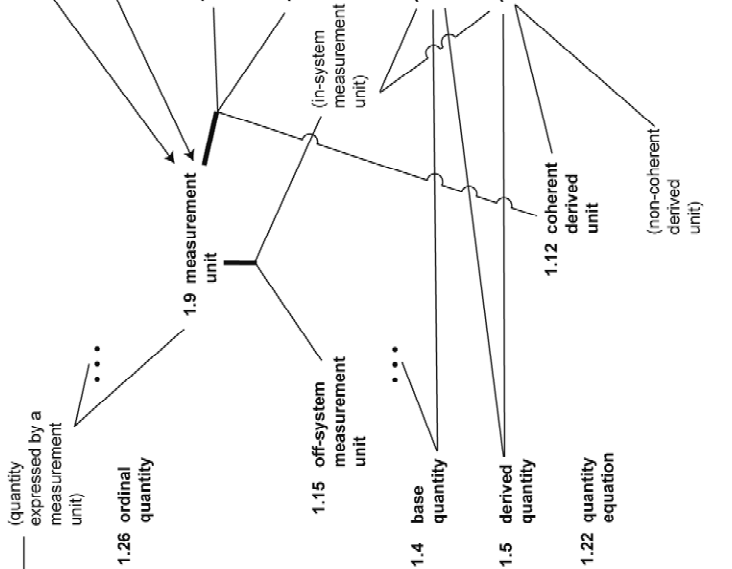 (quantity
expressed by a
measurement
unit)
1.26 ordinal
quantity
1.9 measurement
unit
(in-system
measurement
unit)
1.15 off-system
measurement
unit
1.4 base
quantity
1.5 derived
quantity
1.12 coherent
derived
unit
1.22 quantity
equation
(non-coherent
derived
unit)